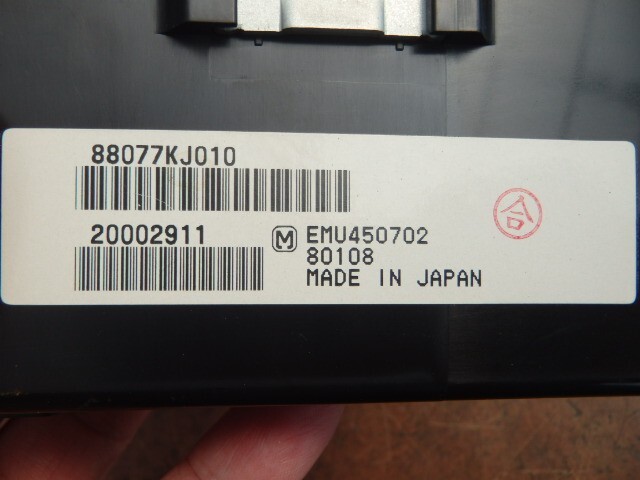 88077KJ010
20002911
M EMU450702
80108
MADE IN JAPAN
合